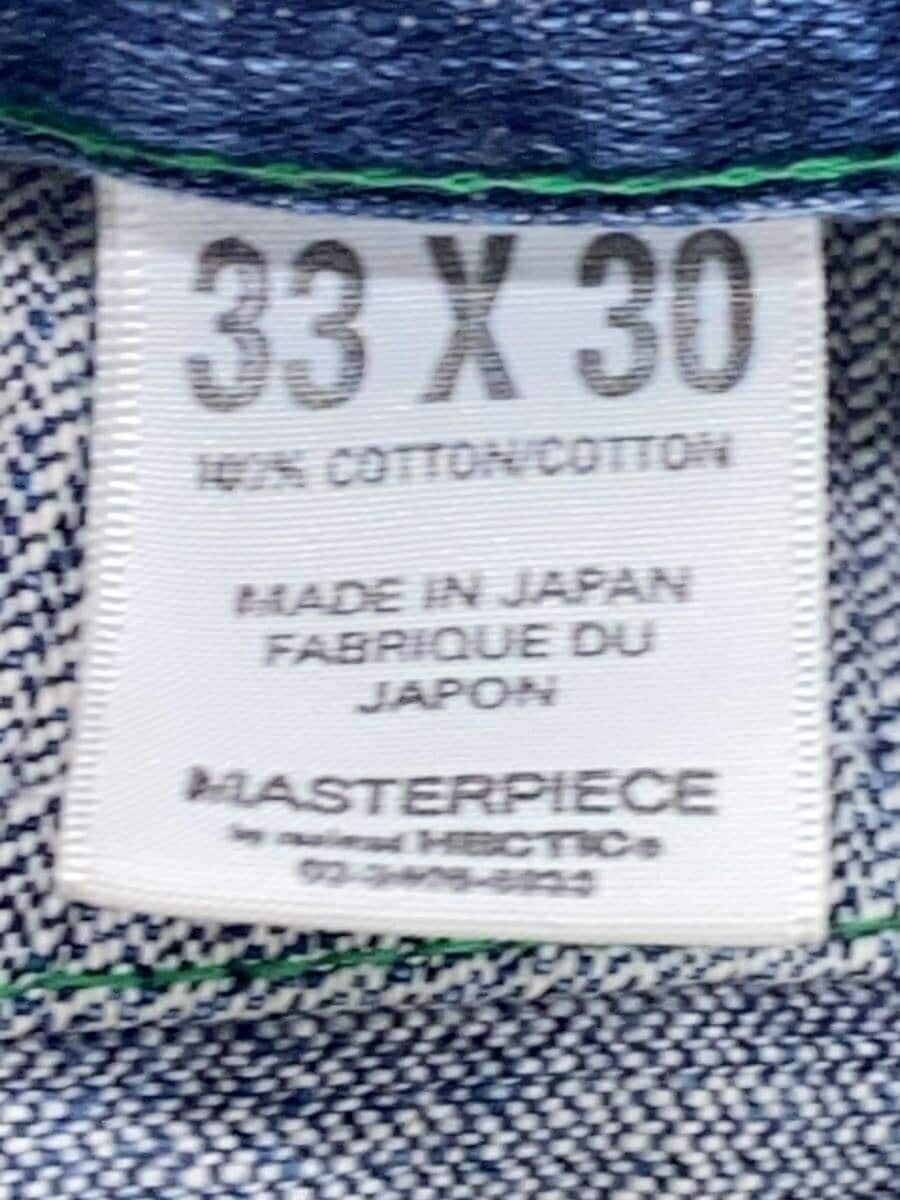 33 X 30
100% COTTON/COTTON
MADE IN JAPAN
FABRIQUE DU
JAPON
MASTERPIECE
by HECTIC